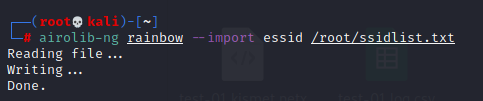 ┌──(root💀kali)-[~]
└─# airolib-ng rainbow --import essid /root/ssidlist.txt
Reading file...
Writing...
Done.